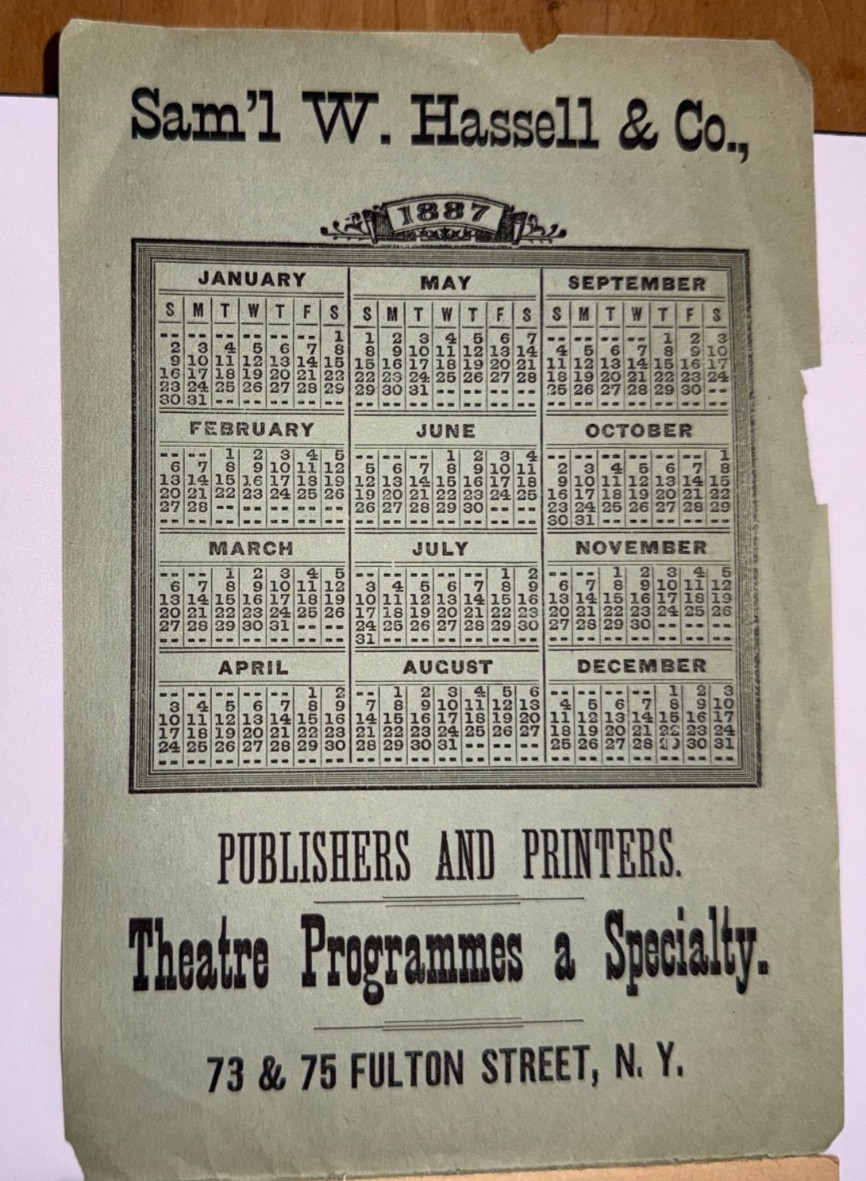 Sam'l W. Hassell & Co.,
1887
JANUARY
S M T W T F S
-- -- -- -- -- -- 1
2 3 4 5 6 7 8
9 10 11 12 13 14 15
16 17 18 19 20 21 22
23 24 25 26 27 28 29
30 31 -- -- -- -- --
FEBRUARY
-- -- 1 2 3 4 5
6 7 8 9 10 11 12
13 14 15 16 17 18 19
20 21 22 23 24 25 26
27 28 -- -- -- -- --
-- -- -- -- -- -- --
MARCH
-- -- 1 2 3 4 5
6 7 8 9 10 11 12
13 14 15 16 17 18 19
20 21 22 23 24 25 26
27 28 29 30 31 -- --
-- -- -- -- -- -- --
APRIL
-- -- -- -- -- 1 2
3 4 5 6 7 8 9
10 11 12 13 14 15 16
17 18 19 20 21 22 23
24 25 26 27 28 29 30
-- -- -- -- -- -- --
MAY
S M T W T F S
1 2 3 4 5 6 7
8 9 10 11 12 13 14
15 16 17 18 19 20 21
22 23 24 25 26 27 28
29 30 31 -- -- -- --
-- -- -- -- -- -- --
JUNE
-- -- -- 1 2 3 4
5 6 7 8 9 10 11
12 13 14 15 16 17 18
19 20 21 22 23 24 25
26 27 28 29 30 -- --
-- -- -- -- -- -- --
JULY
-- -- -- -- -- 1 2
3 4 5 6 7 8 9
10 11 12 13 14 15 16
17 18 19 20 21 22 23
24 25 26 27 28 29 30
31 -- -- -- -- -- --
AUGUST
-- 1 2 3 4 5 6
7 8 9 10 11 12 13
14 15 16 17 18 19 20
21 22 23 24 25 26 27
28 29 30 31 -- -- --
-- -- -- -- -- -- --
SEPTEMBER
S M T W T F S
-- -- -- -- 1 2 3
4 5 6 7 8 9 10
11 12 13 14 15 16 17
18 19 20 21 22 23 24
25 26 27 28 29 30 --
-- -- -- -- -- -- --
OCTOBER
-- -- -- -- -- -- 1
2 3 4 5 6 7 8
9 10 11 12 13 14 15
16 17 18 19 20 21 22
23 24 25 26 27 28 29
30 31 -- -- -- -- --
NOVEMBER
-- -- 1 2 3 4 5
6 7 8 9 10 11 12
13 14 15 16 17 18 19
20 21 22 23 24 25 26
27 28 29 30 -- -- --
-- -- -- -- -- -- --
DECEMBER
-- -- -- -- 1 2 3
4 5 6 7 8 9 10
11 12 13 14 15 16 17
18 19 20 21 22 23 24
25 26 27 28 29 30 31
-- -- -- -- -- -- --
PUBLISHERS AND PRINTERS.
Theatre Programmes a Specialty.
73 & 75 FULTON STREET, N. Y.